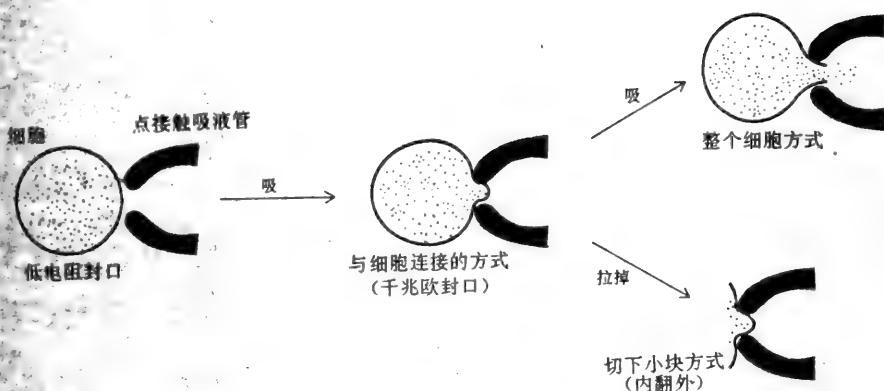 细胞
点接触吸液管
低电阻封口
吸
与细胞连接的方式
（千兆欧封口）
吸
整个细胞方式
拉掉
切下小块方式
（内翻外）